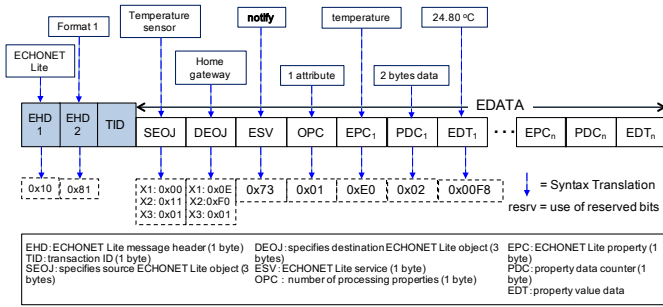 Format 1
Temperature sensor
notify
temperature
24.80 ºC
ECHONET Lite
Home gateway
1 attribute
2 bytes data
EDATA
EHD 1
EHD 2
TID
SEOJ
DEOJ
ESV
OPC
EPC1
PDC1
EDT1
...
EPCn
PDCn
EDTn
0x10
0x81
X1: 0x00
X2: 0x11
X3: 0x01
X1: 0x0E
X2:0xF0
X3: 0x01
0x73
0x01
0xE0
0x02
0x00F8
= Syntax Translation
resrv = use of reserved bits
EHD: ECHONET Lite message header (1 byte)
TID: transaction ID (1 byte)
SEOJ: specifies source ECHONET Lite object (3 bytes)
DEOJ: specifies destination ECHONET Lite object (3 bytes)
ESV: ECHONET Lite service (1 byte)
OPC : number of processing properties (1 byte)
EPC: ECHONET Lite property (1 byte)
PDC: property data counter (1 byte)
EDT: property value data